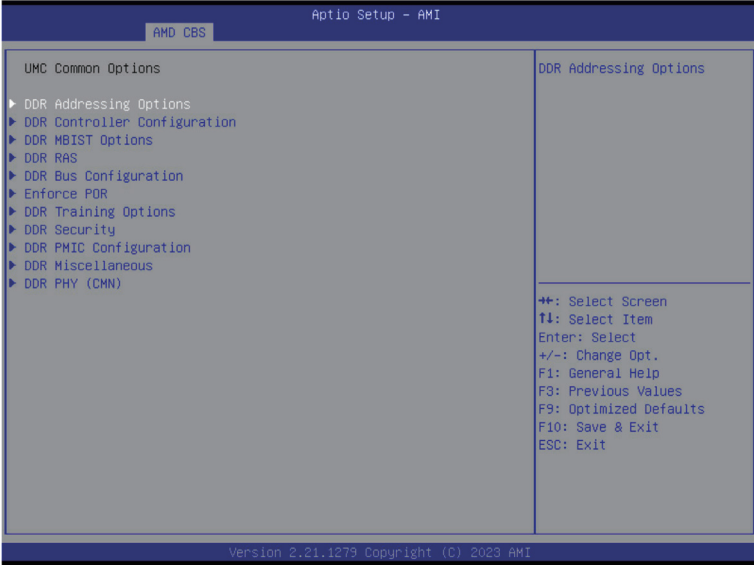 Aptio Setup – AMI
AMD CBS
UMC Common Options
DDR Addressing Options
DDR Controller Configuration
DDR MBIST Options
DDR RAS
DDR Bus Configuration
Enforce POR
DDR Training Options
DDR Security
DDR PMIC Configuration
DDR Miscellaneous
DDR PHY (CMN)
DDR Addressing Options
→←: Select Screen
↑↓: Select Item
Enter: Select
+/-: Change Opt.
F1: General Help
F3: Previous Values
F9: Optimized Defaults
F10: Save & Exit
ESC: Exit
Version 2.21.1279 Copyright (C) 2023 AMI